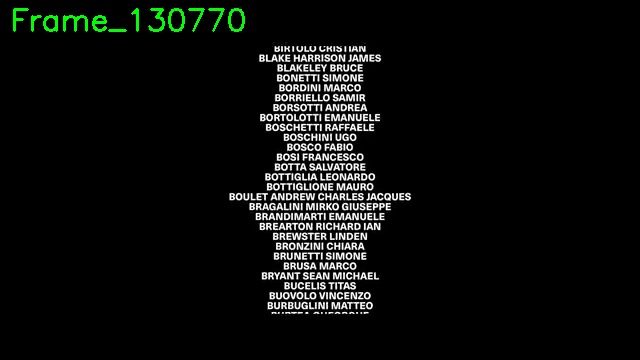 Frame_130770
BIRTOLO CRISTIAN
BLAKE HARRISON JAMES
BLAKELEY BRUCE
BONETTI SIMONE
BORDINI MARCO
BORRIELLO SAMIR
BORSOTTI ANDREA
BORTOLOTTI EMANUELE
BOSCHETTI RAFFAELE
BOSCHINI UGO
BOSCO FABIO
BOSI FRANCESCO
BOTTA SALVATORE
BOTTIGLIA LEONARDO
BOTTIGLIONE MAURO
BOULET ANDREW CHARLES JACQUES
BRAGALINI MIRKO GIUSEPPE
BRANDIMARTI EMANUELE
BREARTON RICHARD IAN
BREWSTER LINDEN
BRONZINI CHIARA
BRUNETTI SIMONE
BRUSA MARCO
BRYANT SEAN MICHAEL
BUCELIS TITAS
BUOVOLO VINCENZO
BURBUGLINI MATTEO